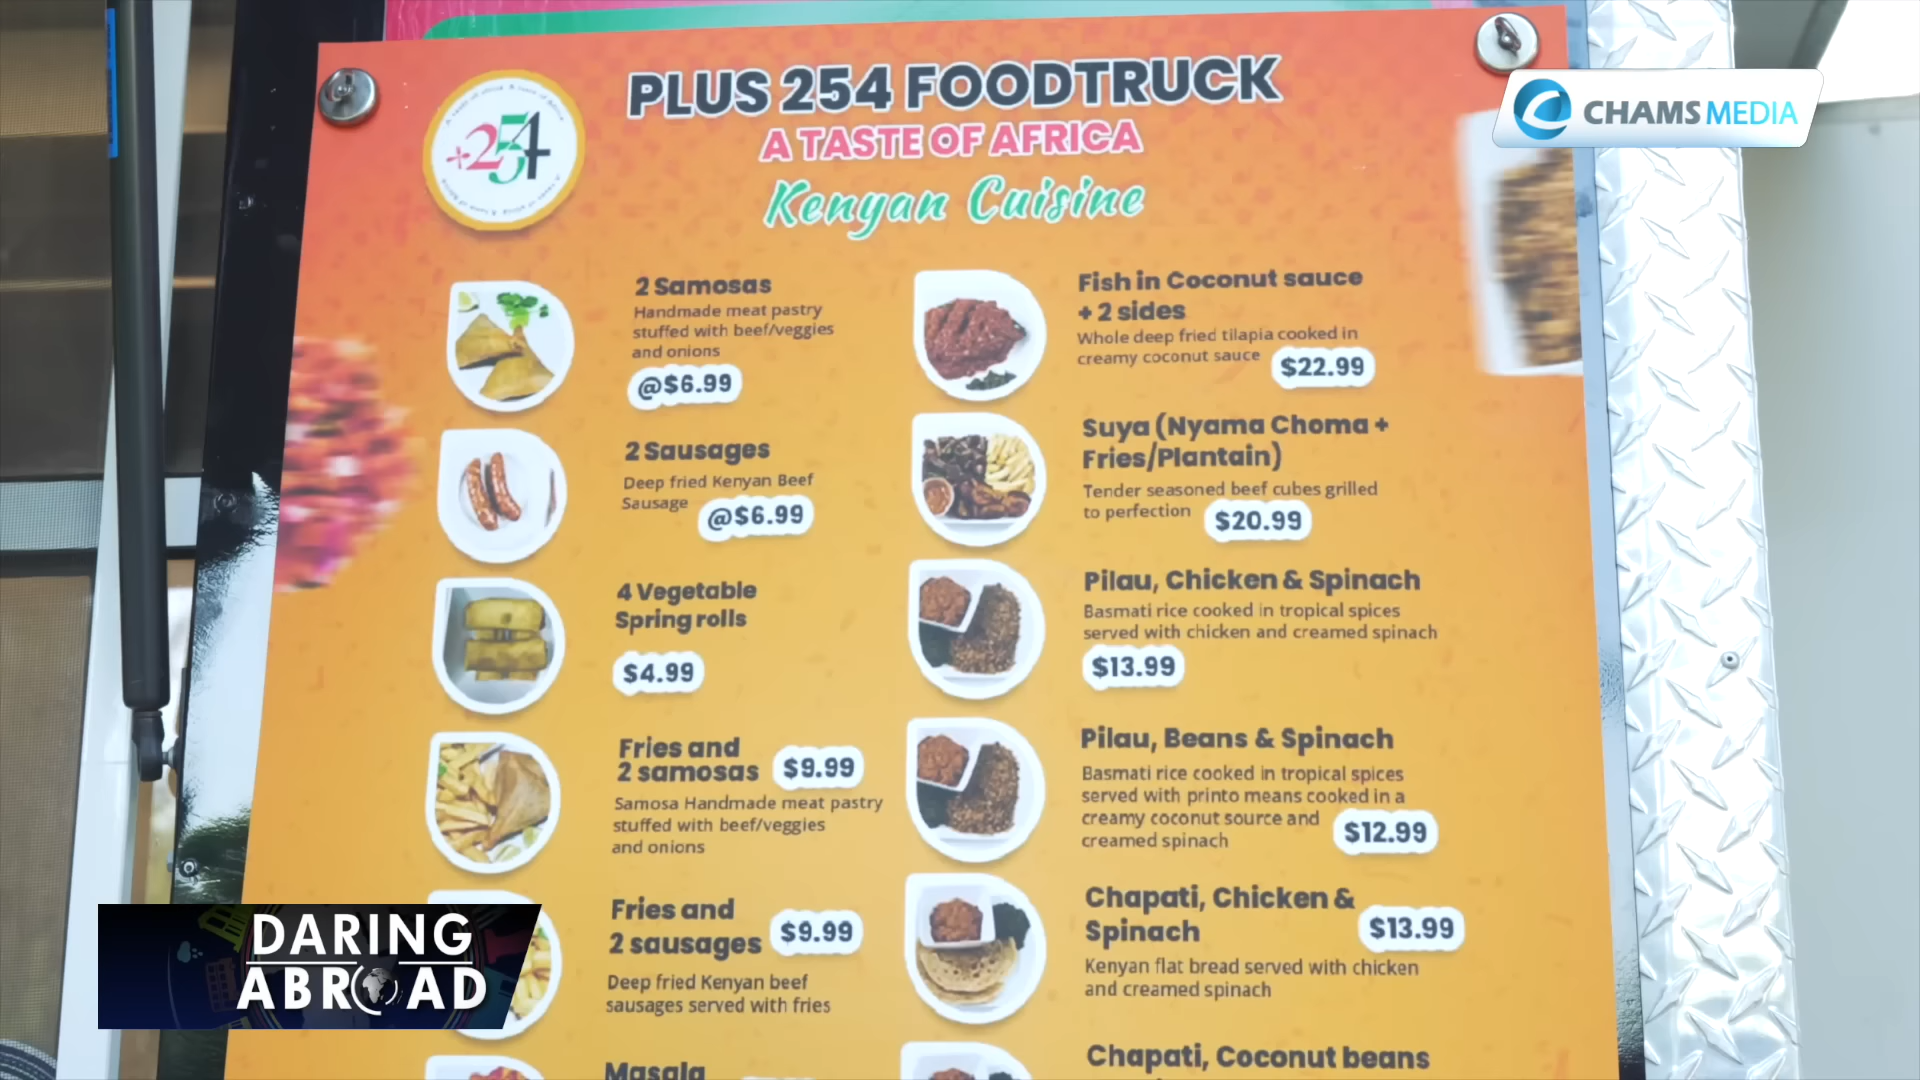 PLUS 254 FOODTRUCK
A TASTE OF AFRICA
Kenyan Cuisine
+254
CHAMS MEDIA
2 Samosas
Handmade meat pastry
stuffed with beef/veggies
and onions
@$6.99
2 Sausages
Deep fried Kenyan Beef
Sausage
@$6.99
4 Vegetable
Spring rolls
$4.99
Fries and
2 samosas
$9.99
Samosa Handmade meat pastry
stuffed with beef/veggies
and onions
Fries and
2 sausages
$9.99
Deep fried Kenyan beef
sausages served with fries
Masala
Fish in Coconut sauce
+ 2 sides
Whole deep fried tilapia cooked in
creamy coconut sauce
$22.99
Suya (Nyama Choma +
Fries/Plantain)
Tender seasoned beef cubes grilled
to perfection
$20.99
Pilau, Chicken & Spinach
Basmati rice cooked in tropical spices
served with chicken and creamed spinach
$13.99
Pilau, Beans & Spinach
Basmati rice cooked in tropical spices
served with printo means cooked in a
creamy coconut source and
creamed spinach
$12.99
Chapati, Chicken &
Spinach
$13.99
Kenyan flat bread served with chicken
and creamed spinach
Chapati, Coconut beans
DARING
ABROAD